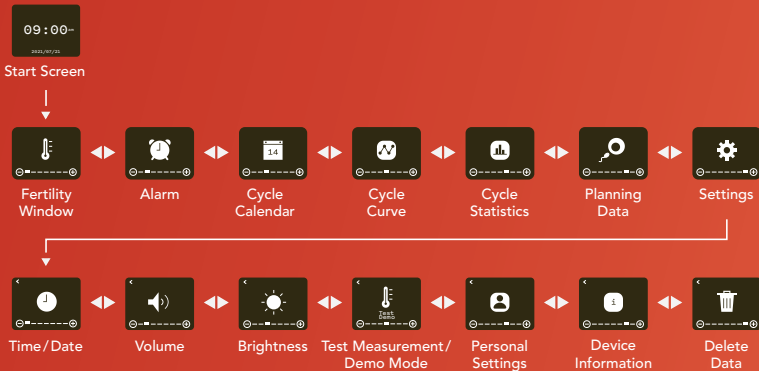 09:00
2021/07/21
Start Screen
14
Fertility
Window
Alarm
Cycle
Calendar
Cycle
Curve
Cycle
Statistics
Planning
Data
Settings
Test
Demo
i
Time/Date
Volume
Brightness
Test Measurement/
Demo Mode
Personal
Settings
Device
Information
Delete
Data